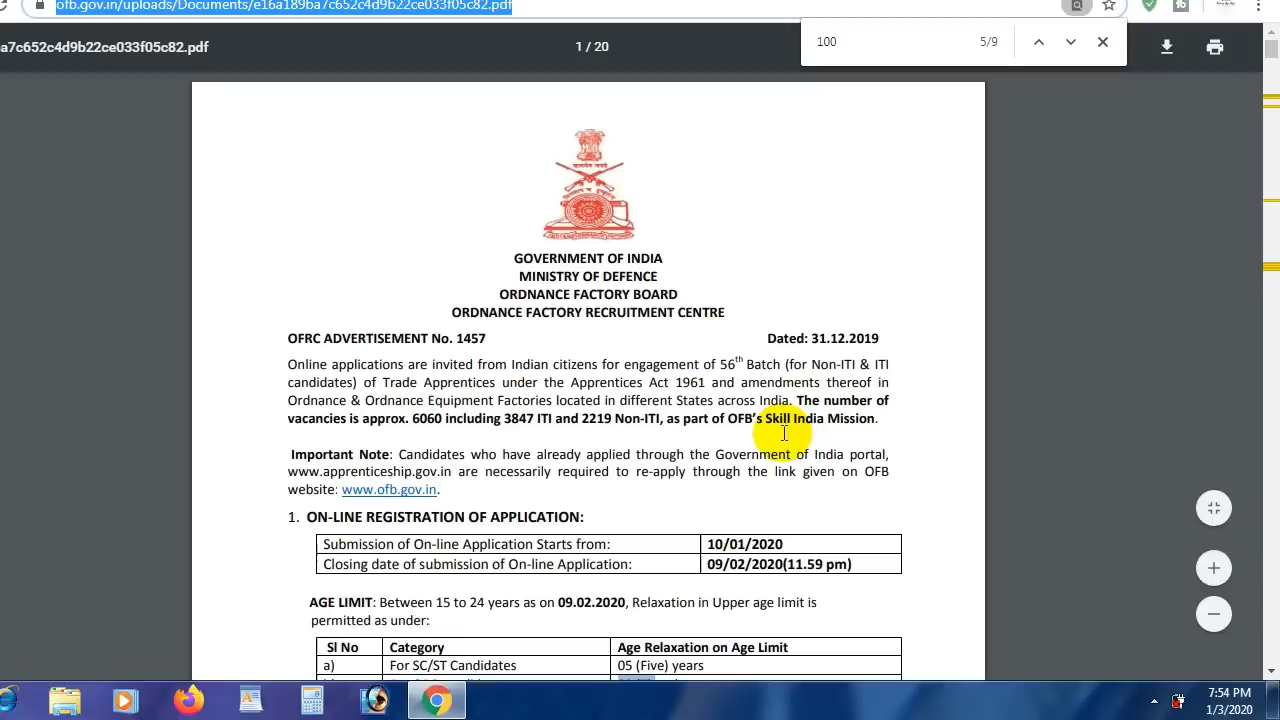 ofb.gov.in/uploads/Documents/e16a189ba7c652c4d9b22ce033f05c82.pdf
a7c652c4d9b22ce033f05c82.pdf
1 / 20
100
5/9
GOVERNMENT OF INDIA
MINISTRY OF DEFENCE
ORDNANCE FACTORY BOARD
ORDNANCE FACTORY RECRUITMENT CENTRE
OFRC ADVERTISEMENT No. 1457 Dated: 31.12.2019
Online applications are invited from Indian citizens for engagement of 56th Batch (for Non-ITI & ITI
candidates) of Trade Apprentices under the Apprentices Act 1961 and amendments thereof in
Ordnance & Ordnance Equipment Factories located in different States across India. The number of
vacancies is approx. 6060 including 3847 ITI and 2219 Non-ITI, as part of OFB's Skill India Mission.
Important Note: Candidates who have already applied through the Government of India portal,
www.apprenticeship.gov.in are necessarily required to re-apply through the link given on OFB
website: www.ofb.gov.in.
1. ON-LINE REGISTRATION OF APPLICATION:
Submission of On-line Application Starts from: 10/01/2020
Closing date of submission of On-line Application: 09/02/2020(11.59 pm)
AGE LIMIT: Between 15 to 24 years as on 09.02.2020, Relaxation in Upper age limit is
permitted as under:
Sl No Category Age Relaxation on Age Limit
a) For SC/ST Candidates 05 (Five) years
7:54 PM
1/3/2020